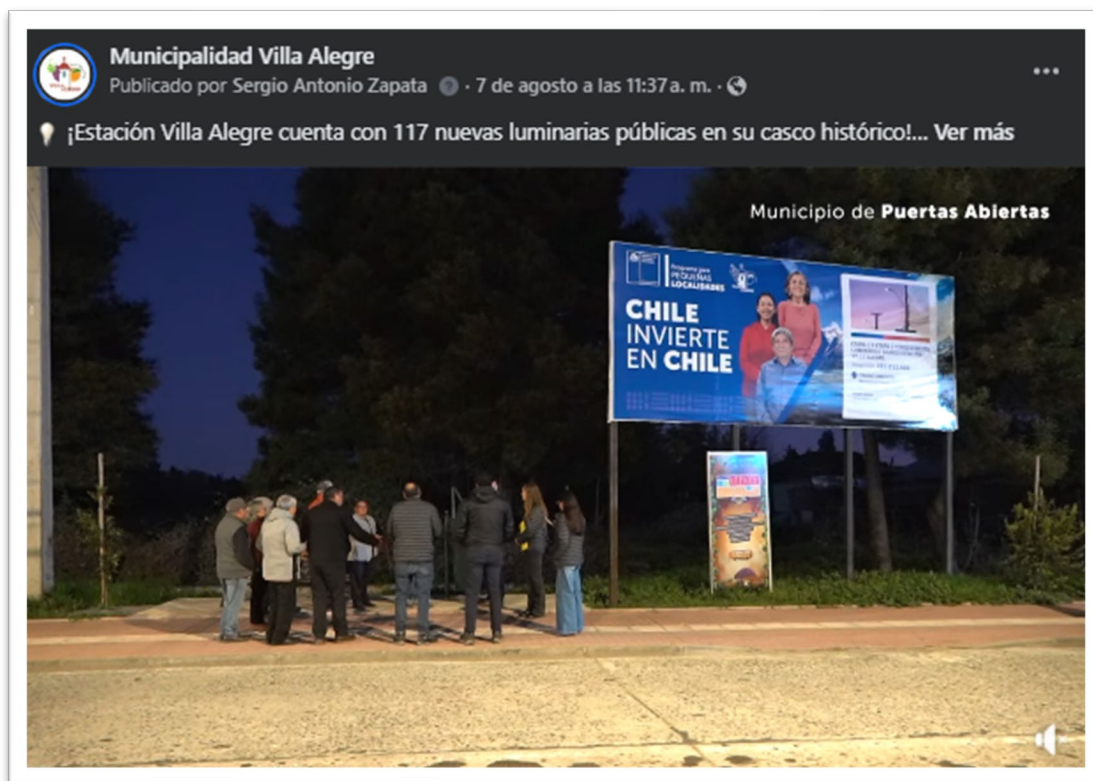 Municipalidad Villa Alegre
Publicado por Sergio Antonio Zapata · 7 de agosto a las 11:37 a. m. ·
¡Estación Villa Alegre cuenta con 117 nuevas luminarias públicas en su casco histórico!... Ver más
Municipio de Puertas Abiertas
Programa para
PEQUEÑAS
LOCALIDADES
CHILE
INVIERTE
EN CHILE